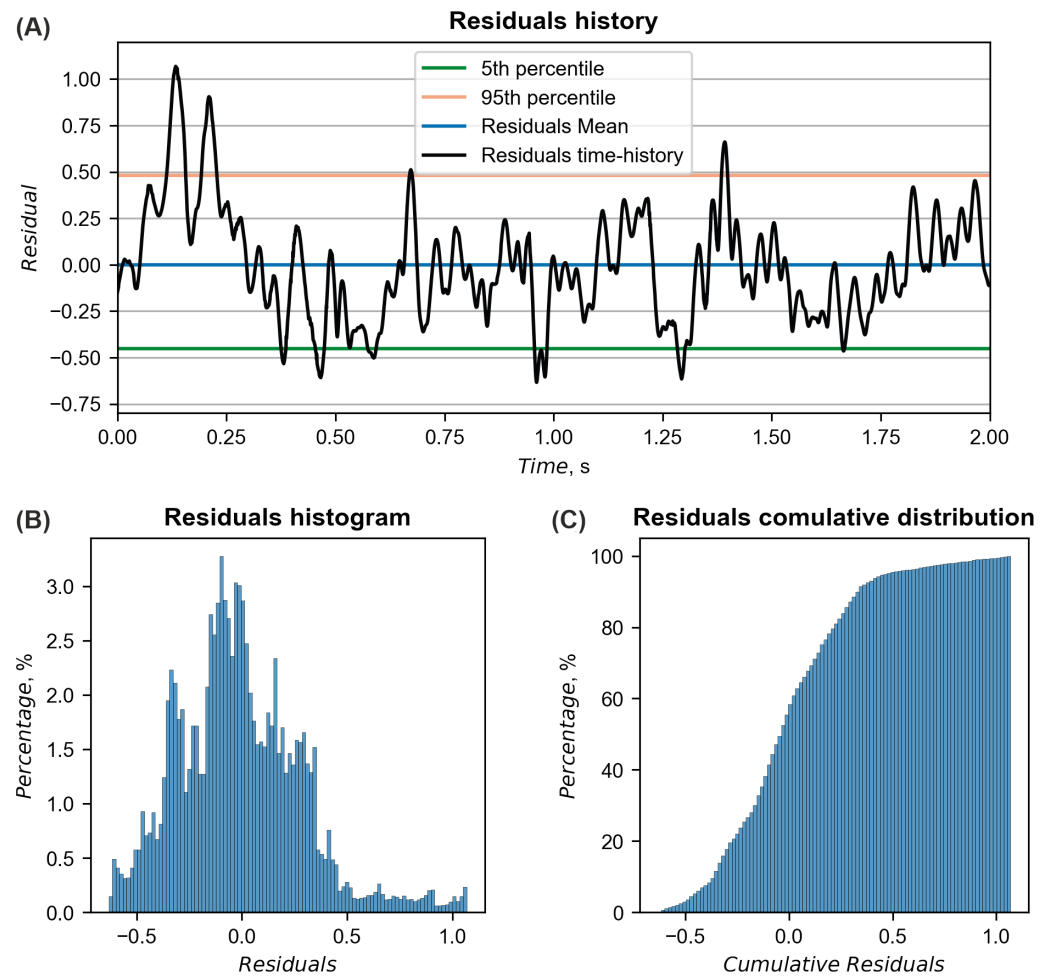 (A)
Residuals history
5th percentile
95th percentile
Residuals Mean
Residuals time-history
Residual
1.00
0.75
0.50
0.25
0.00
−0.25
−0.50
−0.75
0.00 0.25 0.50 0.75 1.00 1.25 1.50 1.75 2.00
Time, s
(B)
Residuals histogram
Percentage, %
3.0
2.5
2.0
1.5
1.0
0.5
0.0
−0.5 0.0 0.5 1.0
Residuals
(C)
Residuals comulative distribution
Percentage, %
100
80
60
40
20
0
−0.5 0.0 0.5 1.0
Cumulative Residuals